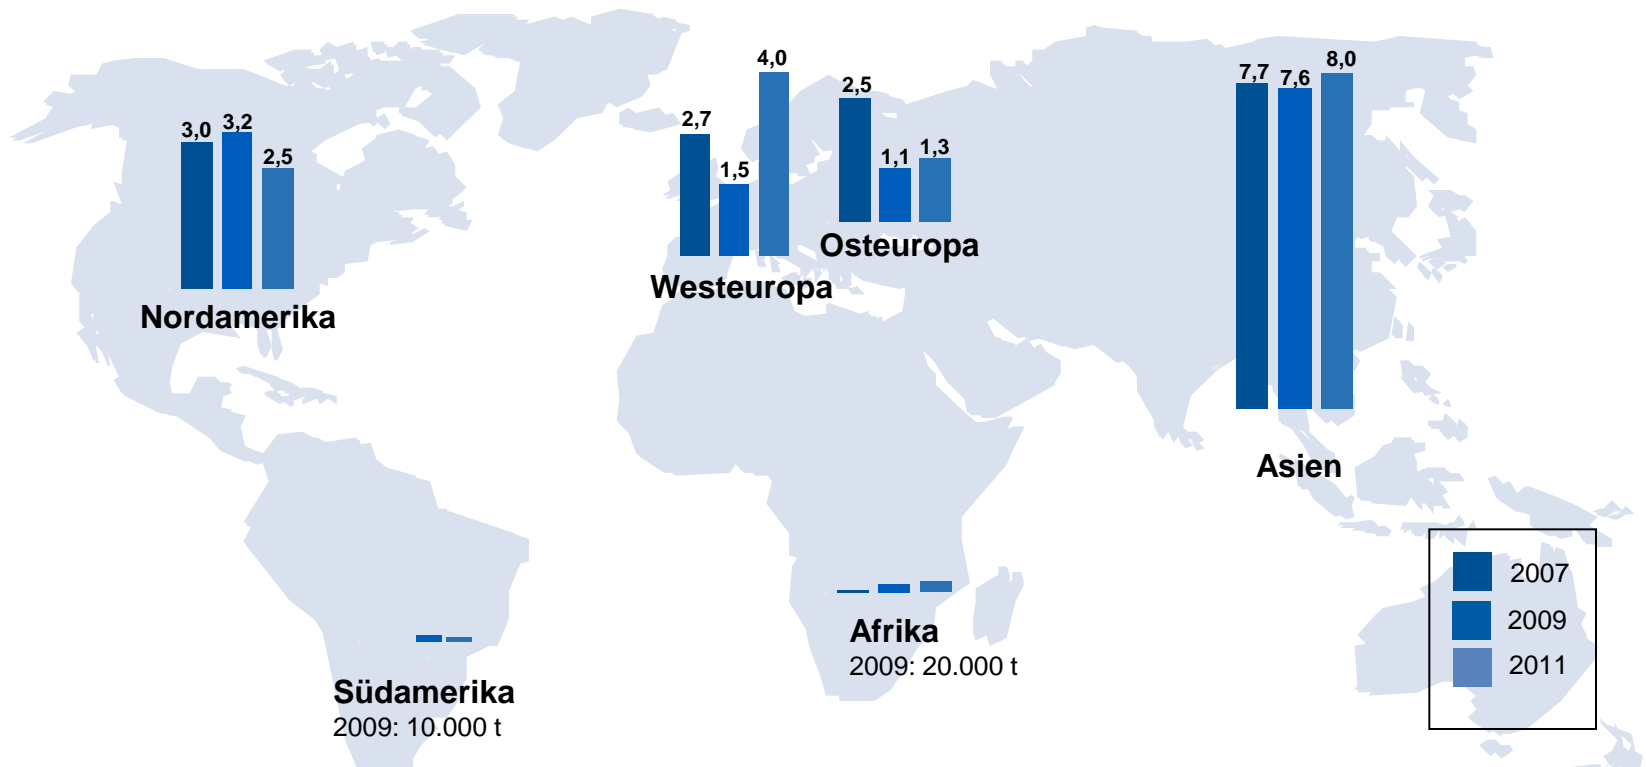 3,0
3,2
2,5
Nordamerika
2,7
1,5
4,0
Westeuropa
2,5
1,1
1,3
Osteuropa
7,7
7,6
8,0
Asien
Südamerika
2009: 10.000 t
Afrika
2009: 20.000 t
2007
2009
2011